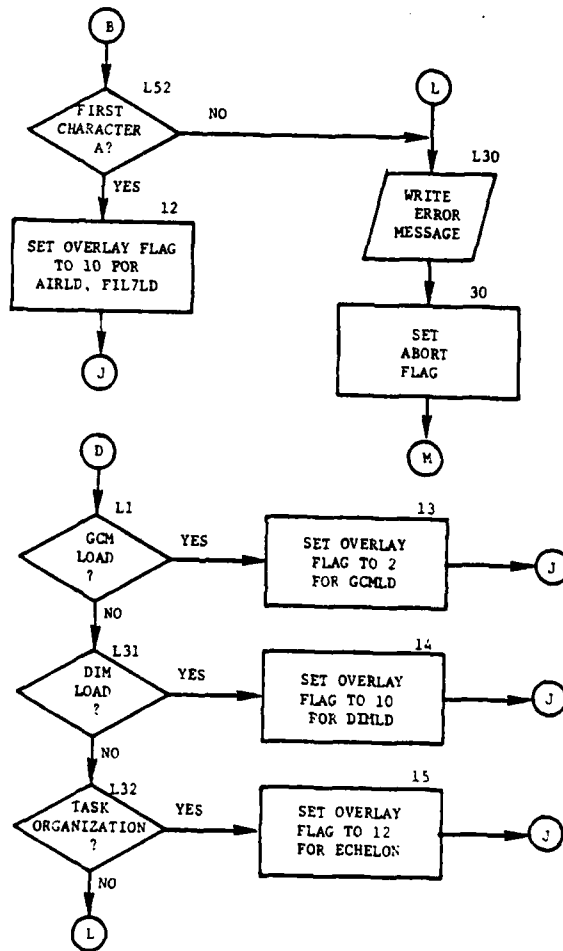 B
L52
FIRST
CHARACTER
A?
NO
YES
12
SET OVERLAY FLAG
TO 10 FOR
AIRLD, FIL7LD
J
L
L30
WRITE
ERROR
MESSAGE
30
SET
ABORT
FLAG
M
D
L1
GCM
LOAD
?
YES
13
SET OVERLAY
FLAG TO 2
FOR GCMLD
J
NO
L31
DIM
LOAD
?
YES
14
SET OVERLAY
FLAG TO 10
FOR DIMLD
J
NO
L32
TASK
ORGANIZATION
?
YES
15
SET OVERLAY
FLAG TO 12
FOR ECHELON
J
NO
L